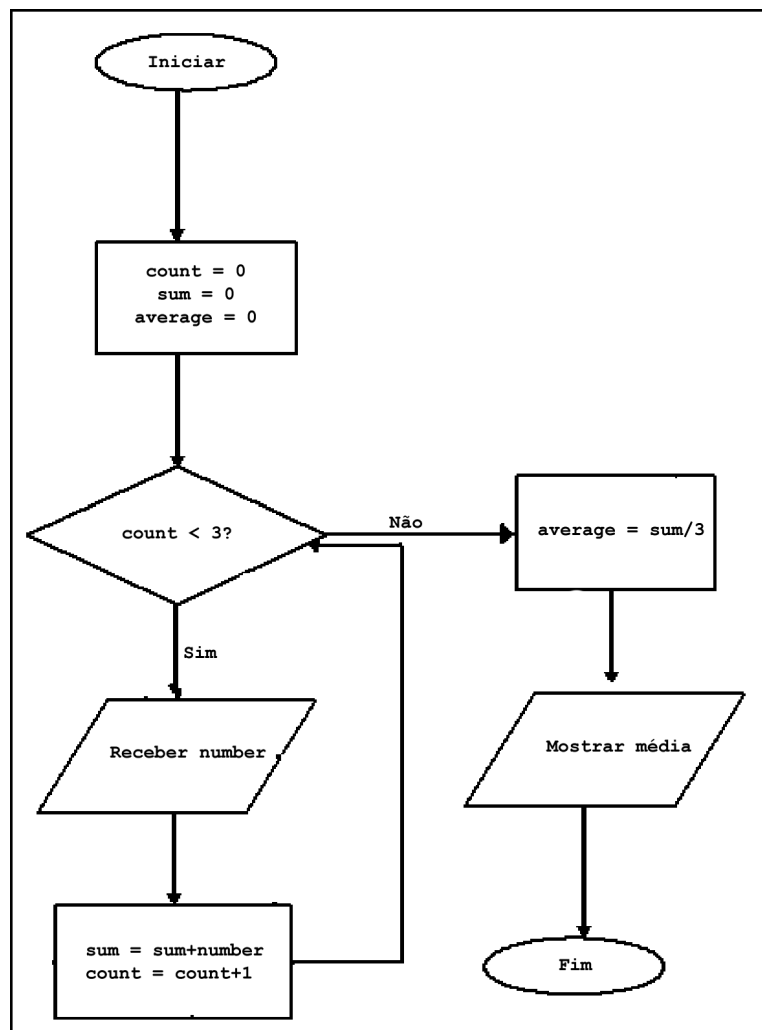 Iniciar
count = 0
sum = 0
average = 0
count < 3?
Não
average = sum/3
Sim
Receber number
Mostrar média
sum = sum+number
count = count+1
Fim